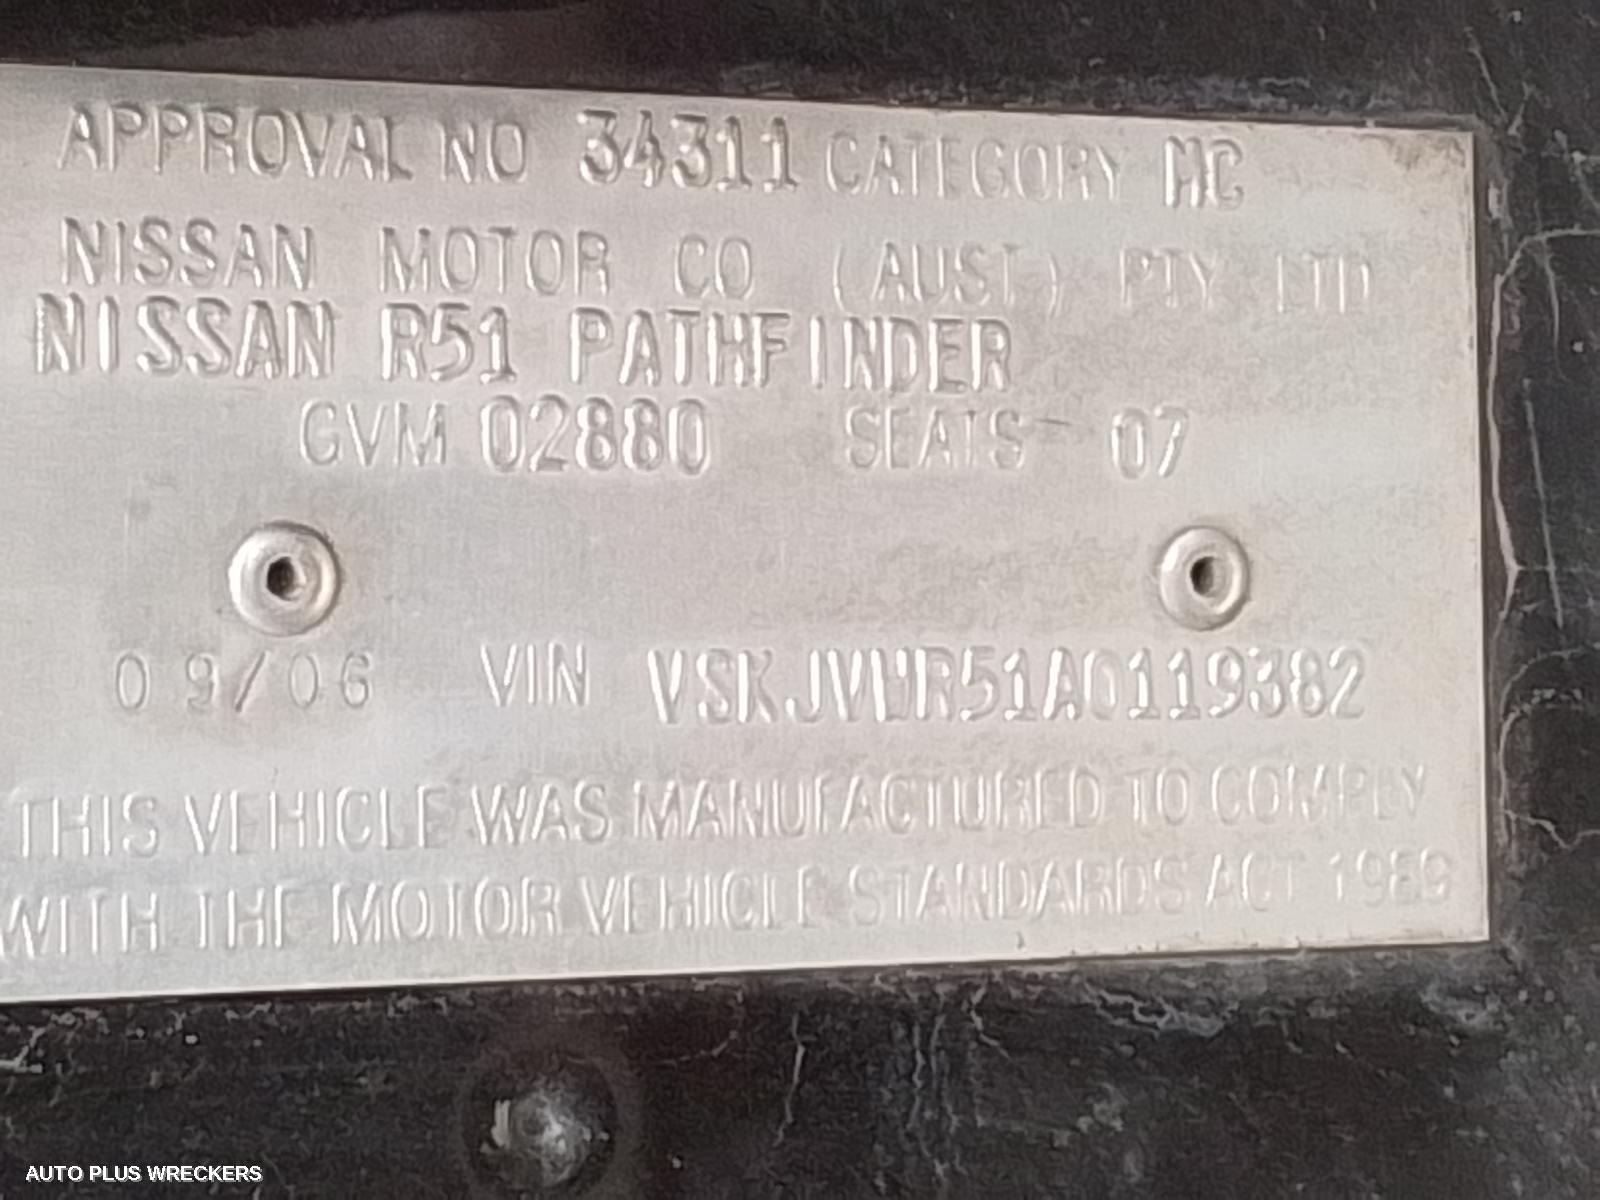 APPROVAL NO 34311 CATEGORY MC
NISSAN MOTOR CO (AUST) PTY LTD
NISSAN R51 PATHFINDER
GVM 02880 SEATS 07
09/06 VIN VSKJVWR51A0119382
THIS VEHICLE WAS MANUFACTURED TO COMPLY
WITH THE MOTOR VEHICLE STANDARDS ACT 1989
AUTO PLUS WRECKERS